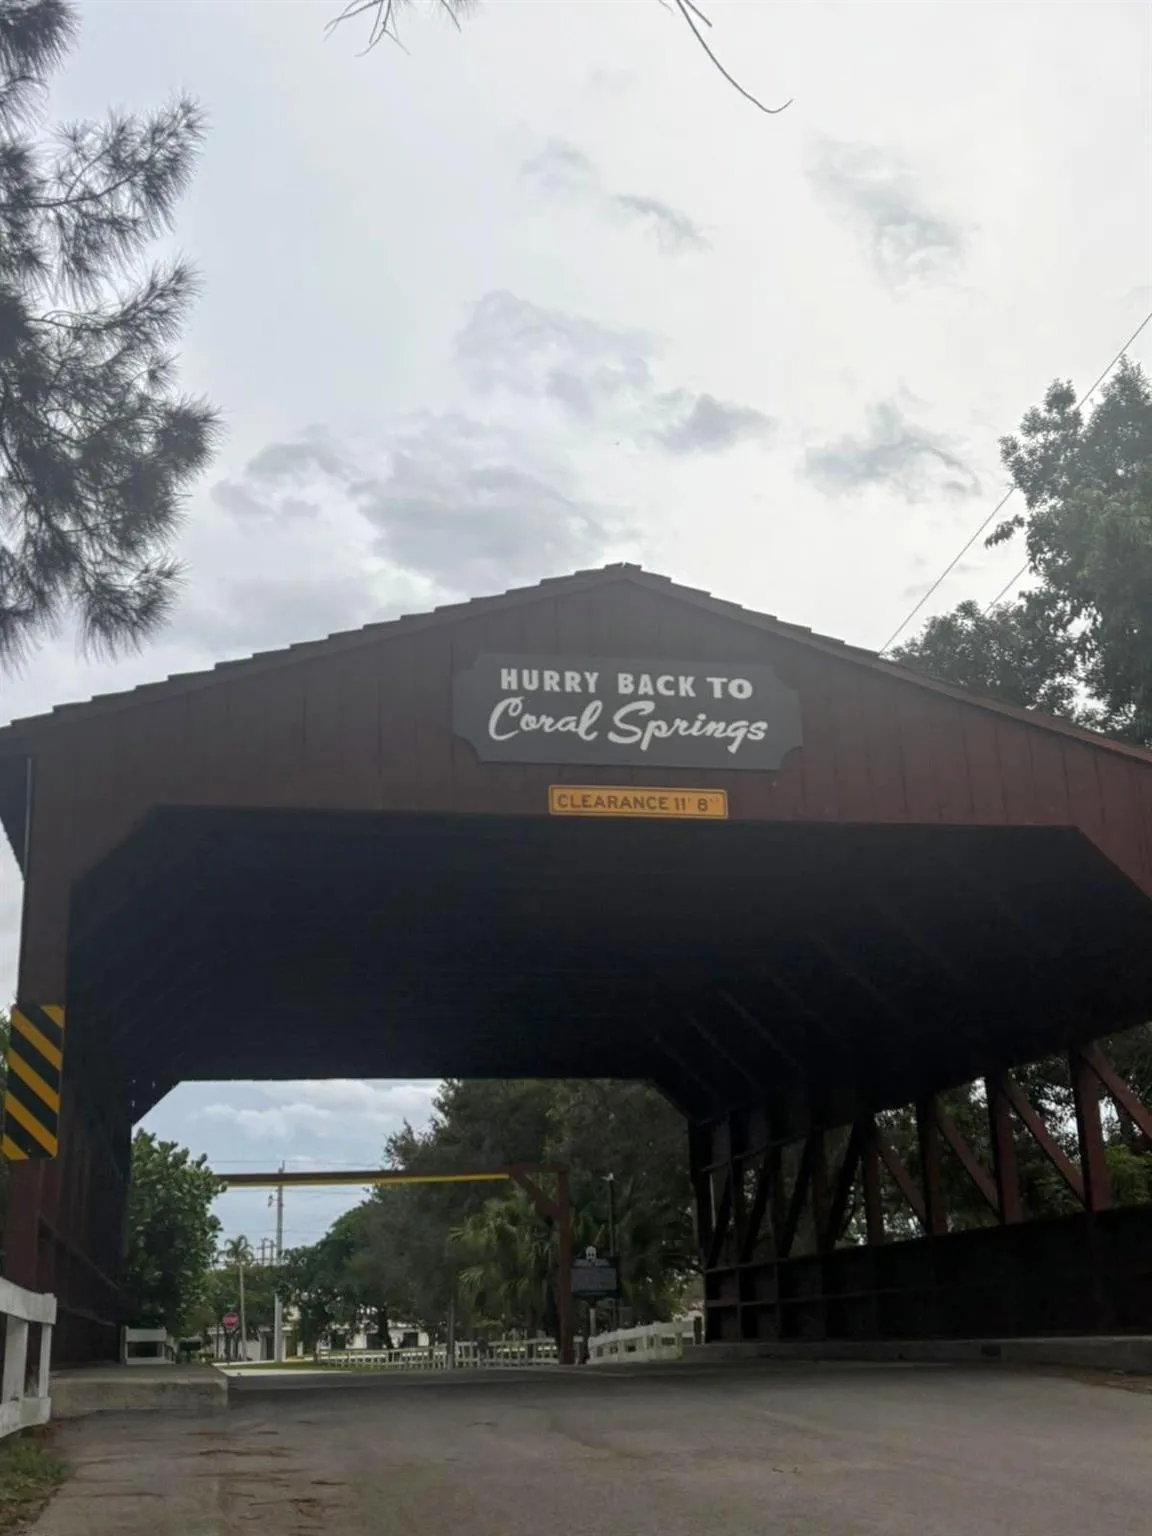 HURRY BACK TO
Coral Springs
CLEARANCE 11' 8"